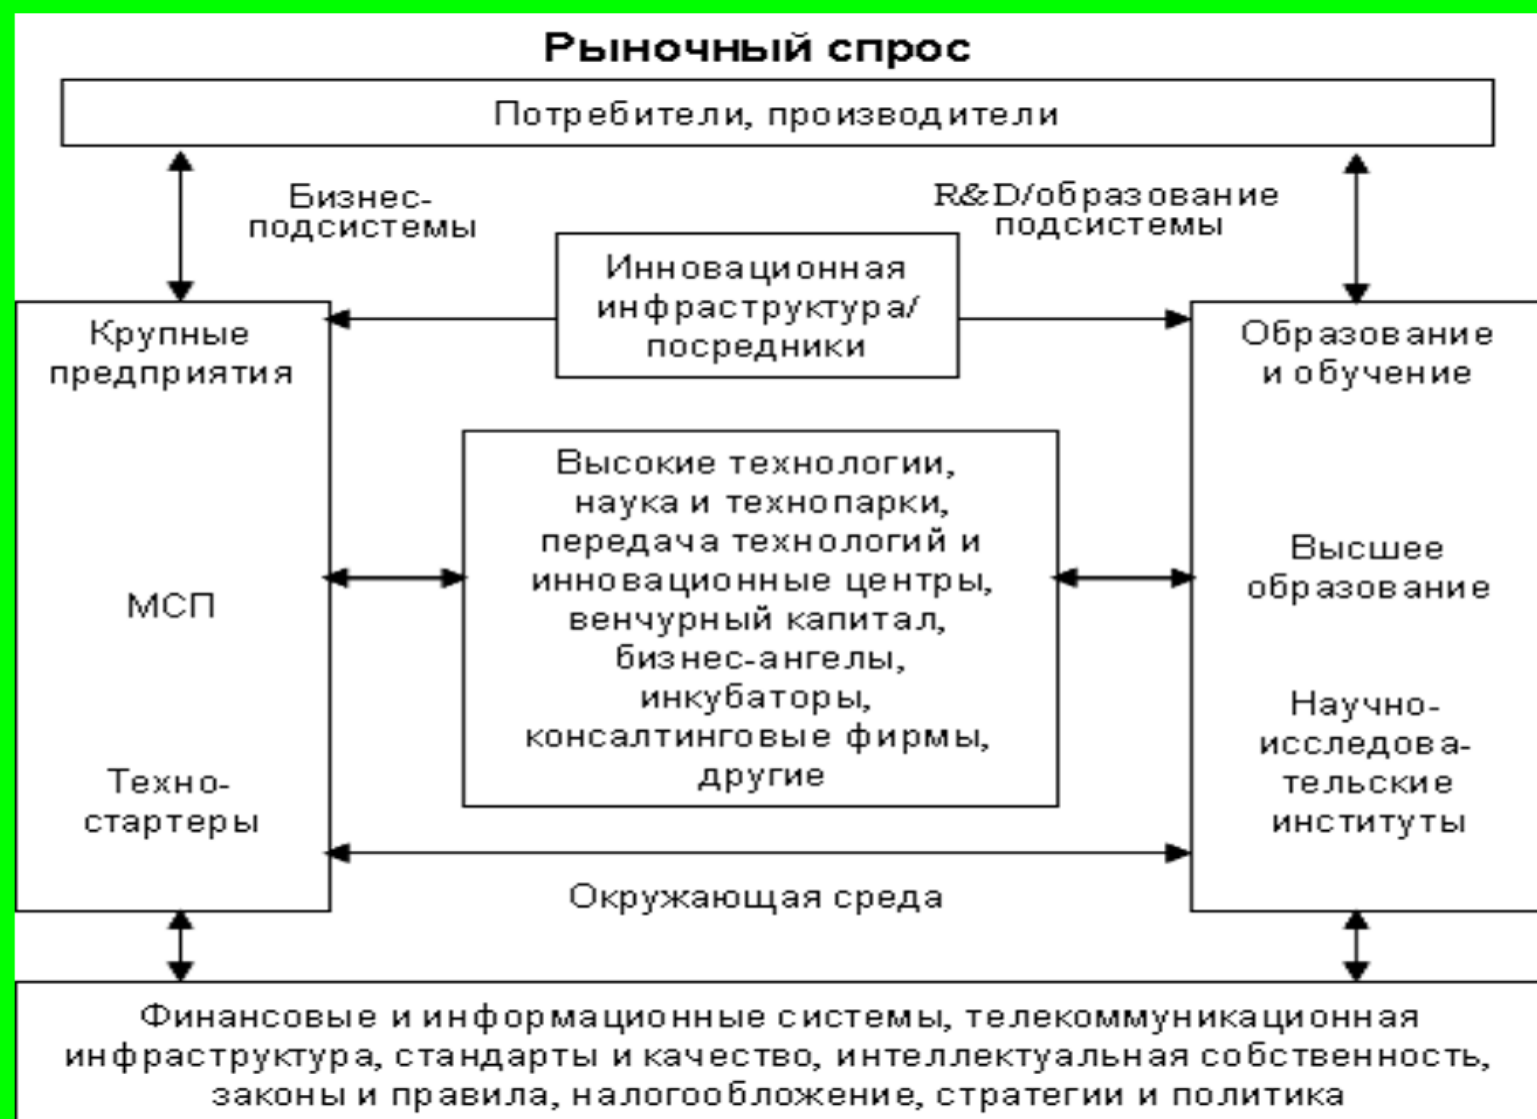 Рыночный спрос
Потребители, производители
Бизнес-
подсистемы
R&D/образование
подсистемы
Инновационная
инфраструктура/
посредники
Крупные
предприятия
МСП
Техно-
стартеры
Высокие технологии,
наука и технопарки,
передача технологий и
инновационные центры,
венчурный капитал,
бизнес-ангелы,
инкубаторы,
консалтинговые фирмы,
другие
Образование
и обучение
Высшее
образование
Научно-
исследова-
тельские
институты
Окружающая среда
Финансовые и информационные системы, телекоммуникационная
инфраструктура, стандарты и качество, интеллектуальная собственность,
законы и правила, налогообложение, стратегии и политика